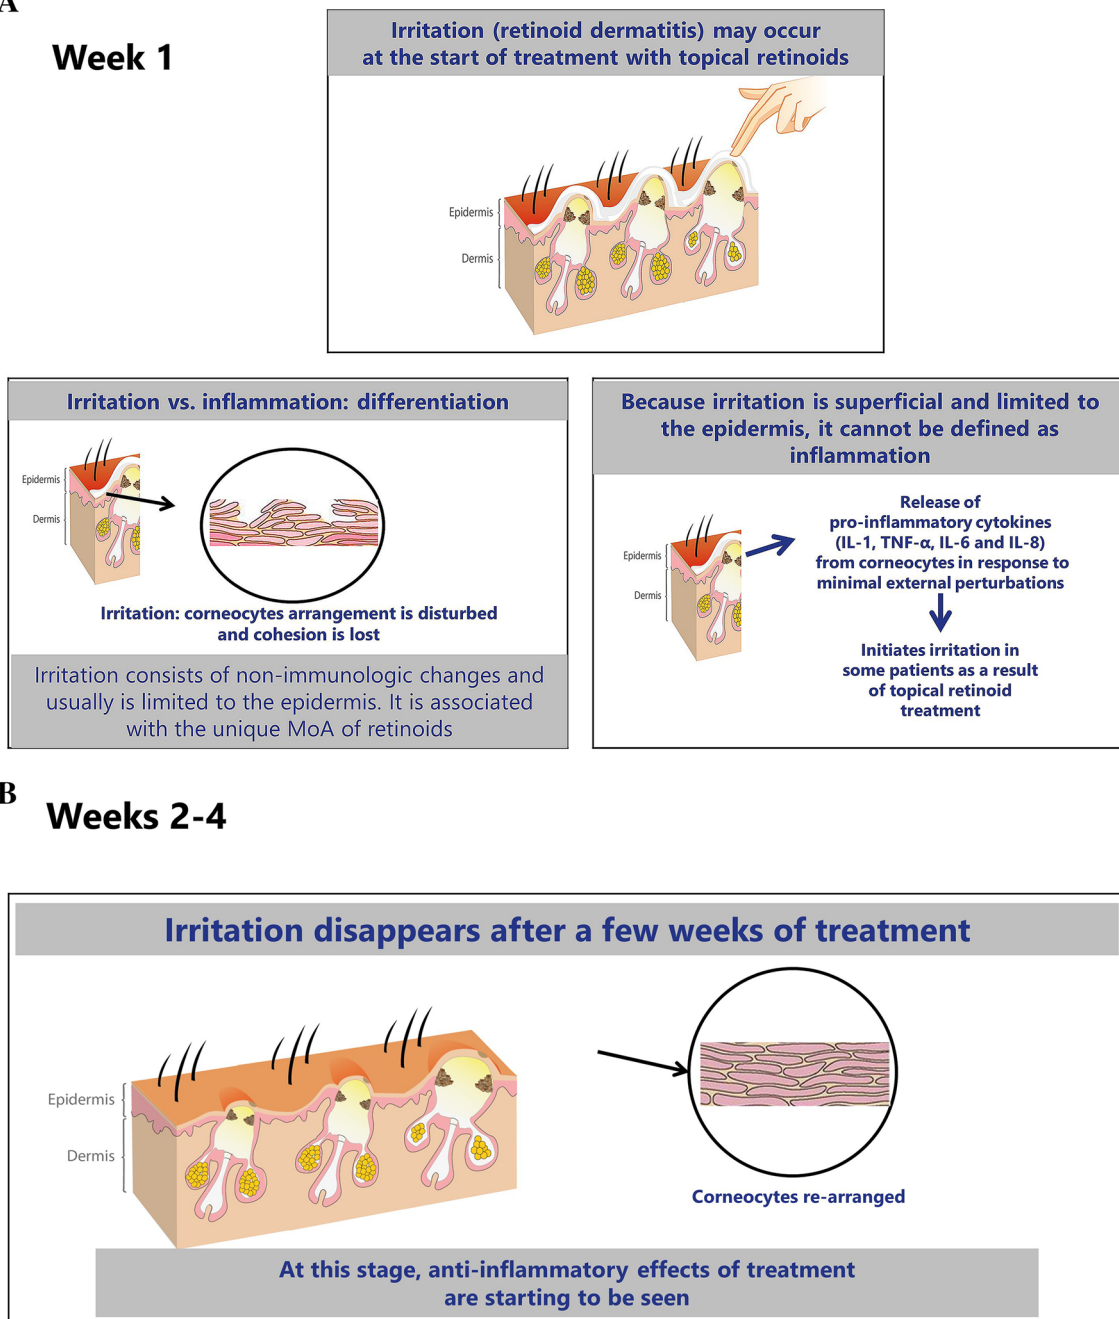 A
Week 1
Irritation (retinoid dermatitis) may occur
at the start of treatment with topical retinoids
Epidermis
Dermis
Irritation vs. inflammation: differentiation
Epidermis
Dermis
Irritation: corneocytes arrangement is disturbed
and cohesion is lost
Irritation consists of non-immunologic changes and
usually is limited to the epidermis. It is associated
with the unique MoA of retinoids
Because irritation is superficial and limited to
the epidermis, it cannot be defined as
inflammation
Epidermis
Dermis
Release of
pro-inflammatory cytokines
(IL-1, TNF-α, IL-6 and IL-8)
from corneocytes in response to
minimal external perturbations
Initiates irritation in
some patients as a result
of topical retinoid
treatment
B
Weeks 2-4
Irritation disappears after a few weeks of treatment
Epidermis
Dermis
Corneocytes re-arranged
At this stage, anti-inflammatory effects of treatment
are starting to be seen